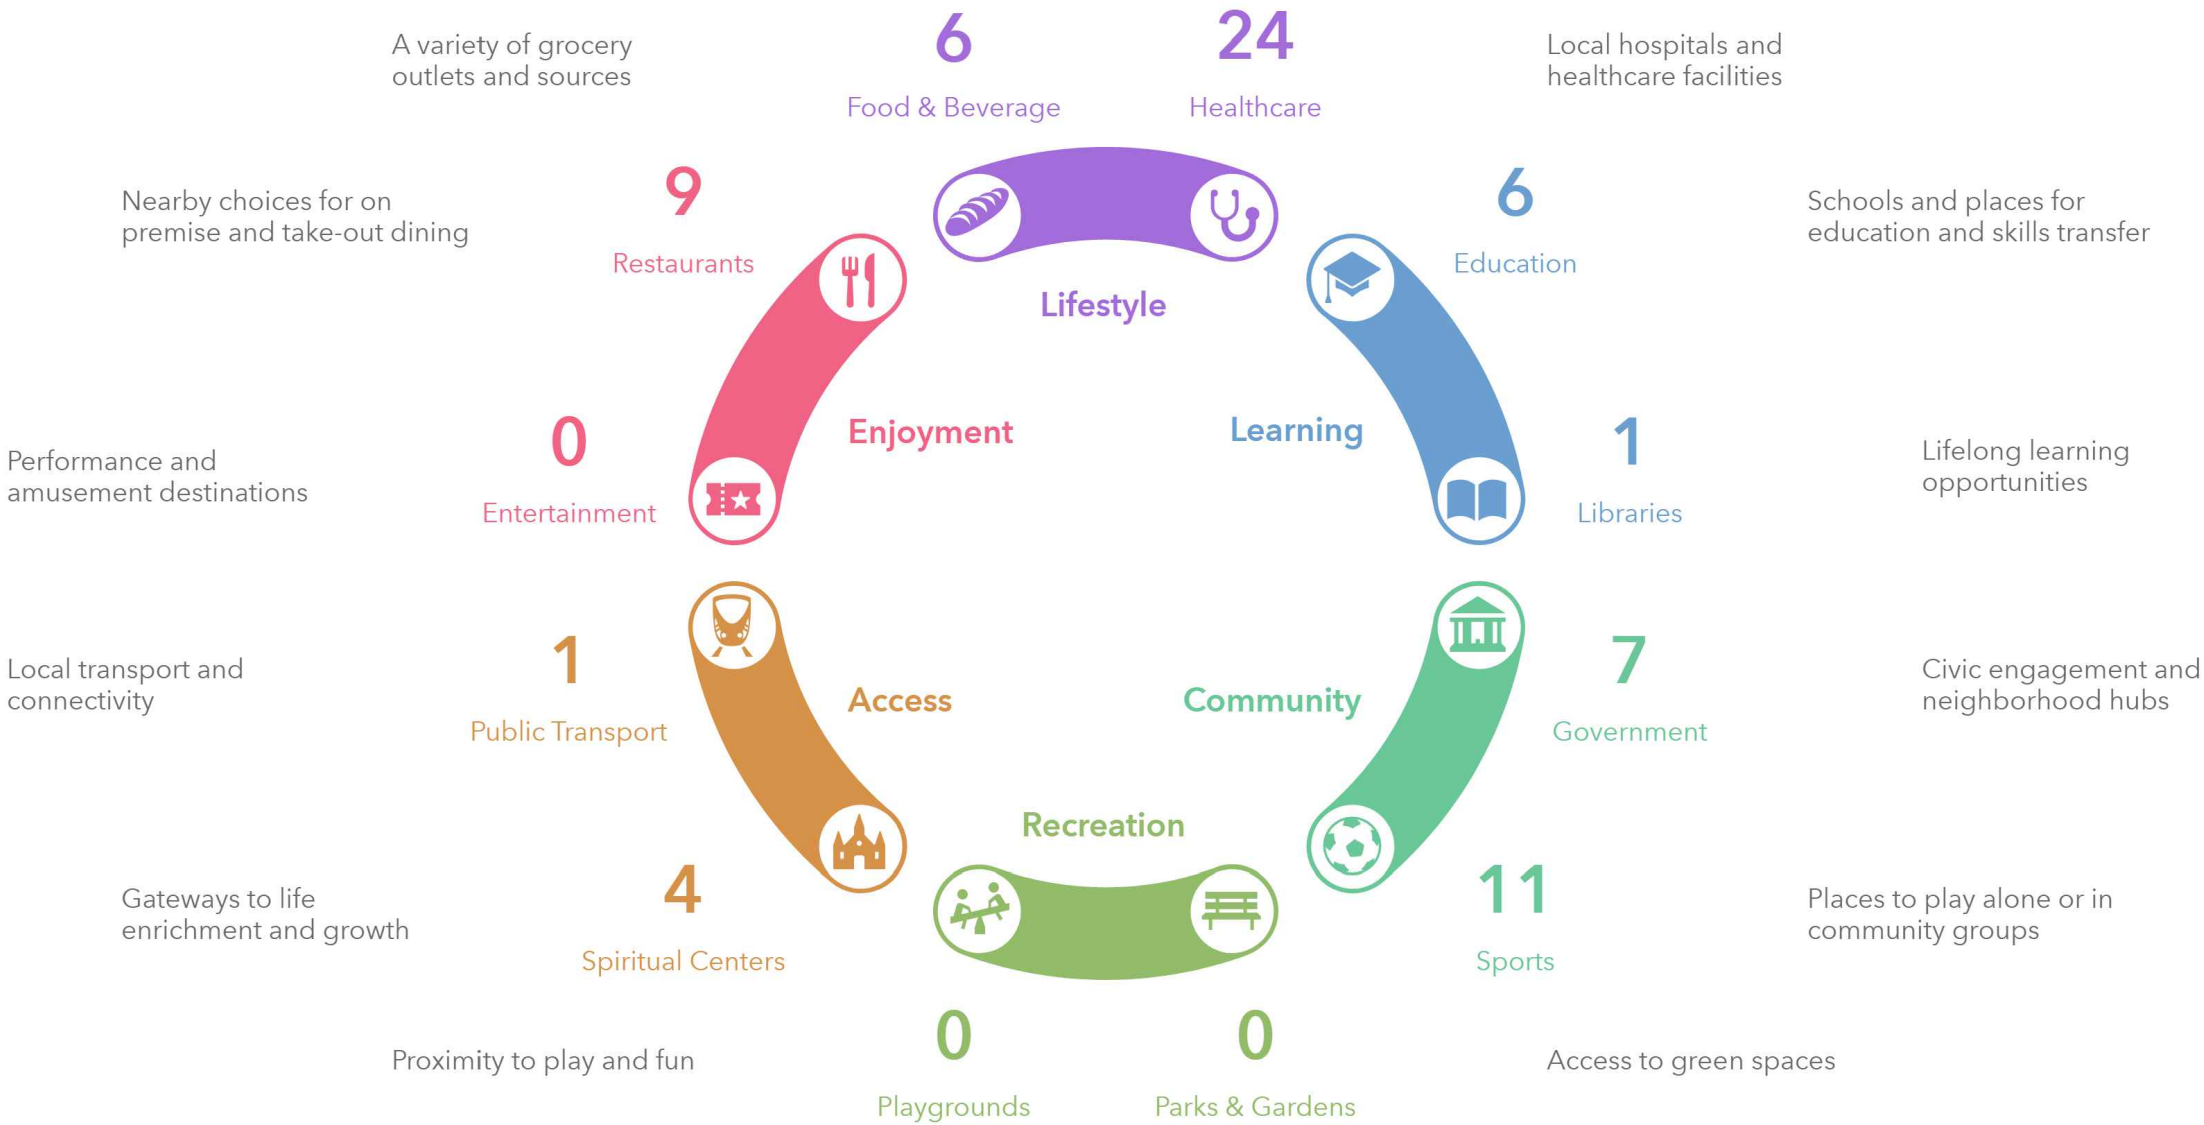 A variety of grocery
outlets and sources
6
Food & Beverage
24
Healthcare
Local hospitals and
healthcare facilities
Nearby choices for on
premise and take-out dining
9
Restaurants
6
Education
Schools and places for
education and skills transfer
Lifestyle
Performance and
amusement destinations
0
Entertainment
Enjoyment
Learning
1
Libraries
Lifelong learning
opportunities
Local transport and
connectivity
1
Public Transport
Access
Community
7
Government
Civic engagement and
neighborhood hubs
Recreation
Gateways to life
enrichment and growth
4
Spiritual Centers
11
Sports
Places to play alone or in
community groups
Proximity to play and fun
0
Playgrounds
0
Parks & Gardens
Access to green spaces